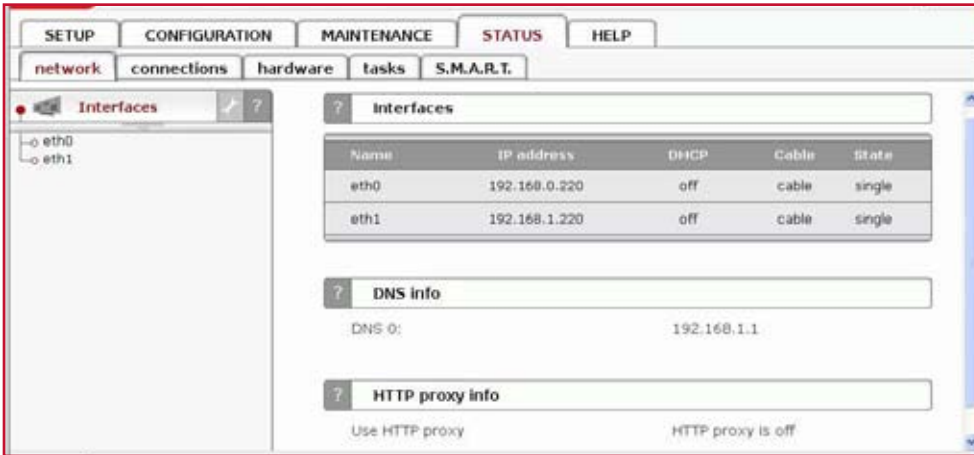 SETUP CONFIGURATION MAINTENANCE STATUS HELP
network connections hardware tasks S.M.A.R.T.
Interfaces ?
eth0
eth1
? Interfaces
Name IP address DHCP Cable State
eth0 192.168.0.220 off cable single
eth1 192.168.1.220 off cable single
? DNS info
DNS 0: 192.168.1.1
? HTTP proxy info
Use HTTP proxy HTTP proxy is off